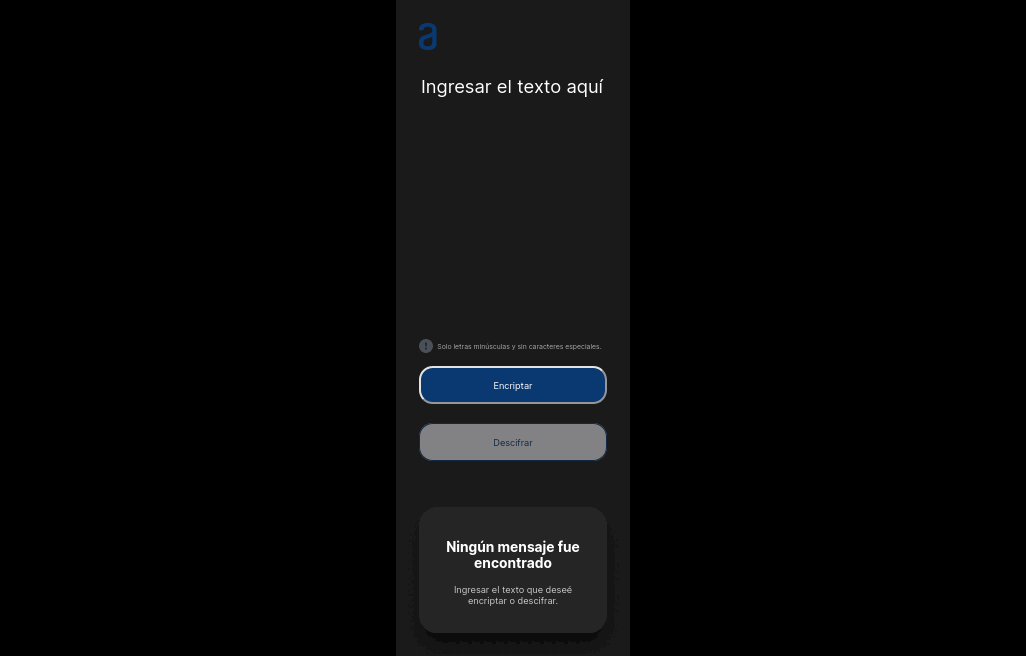 a
Ingresar el texto aquí
Solo letras minúsculas y sin caracteres especiales.
Encriptar
Descifrar
Ningún mensaje fue
encontrado
Ingresar el texto que deseé
encriptar o descifrar.